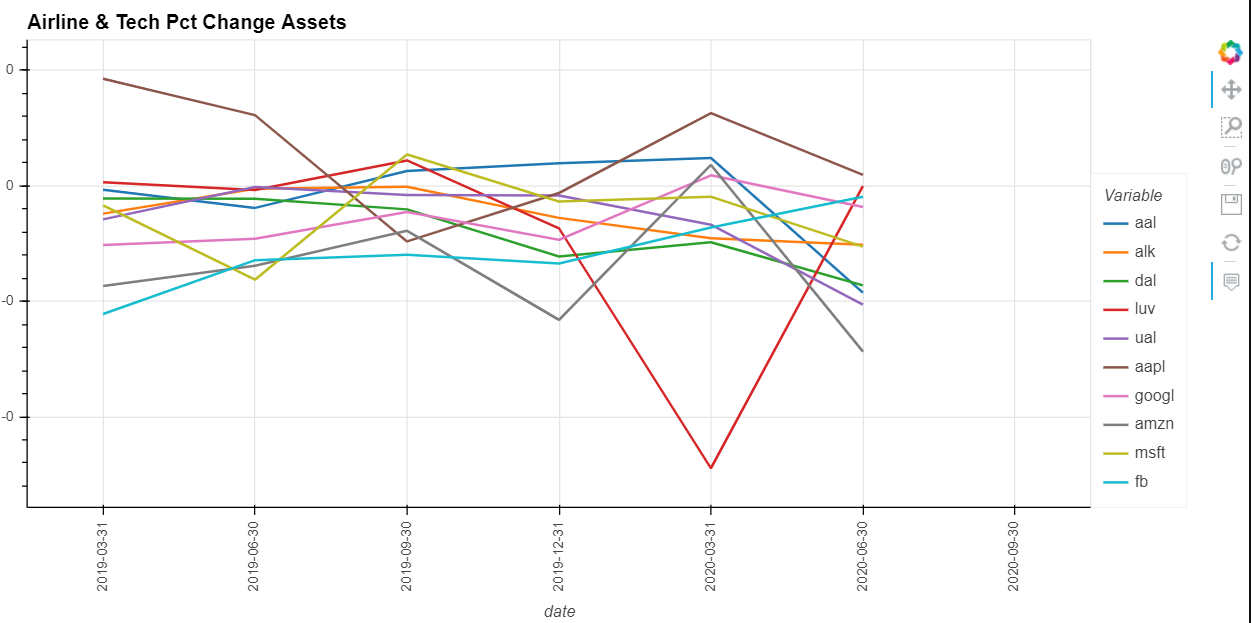 Airline & Tech Pct Change Assets
0
0
-0
-0
2019-03-31
2019-06-30
2019-09-30
2019-12-31
2020-03-31
2020-06-30
2020-09-30
date
Variable
aal
alk
dal
luv
ual
aapl
googl
amzn
msft
fb